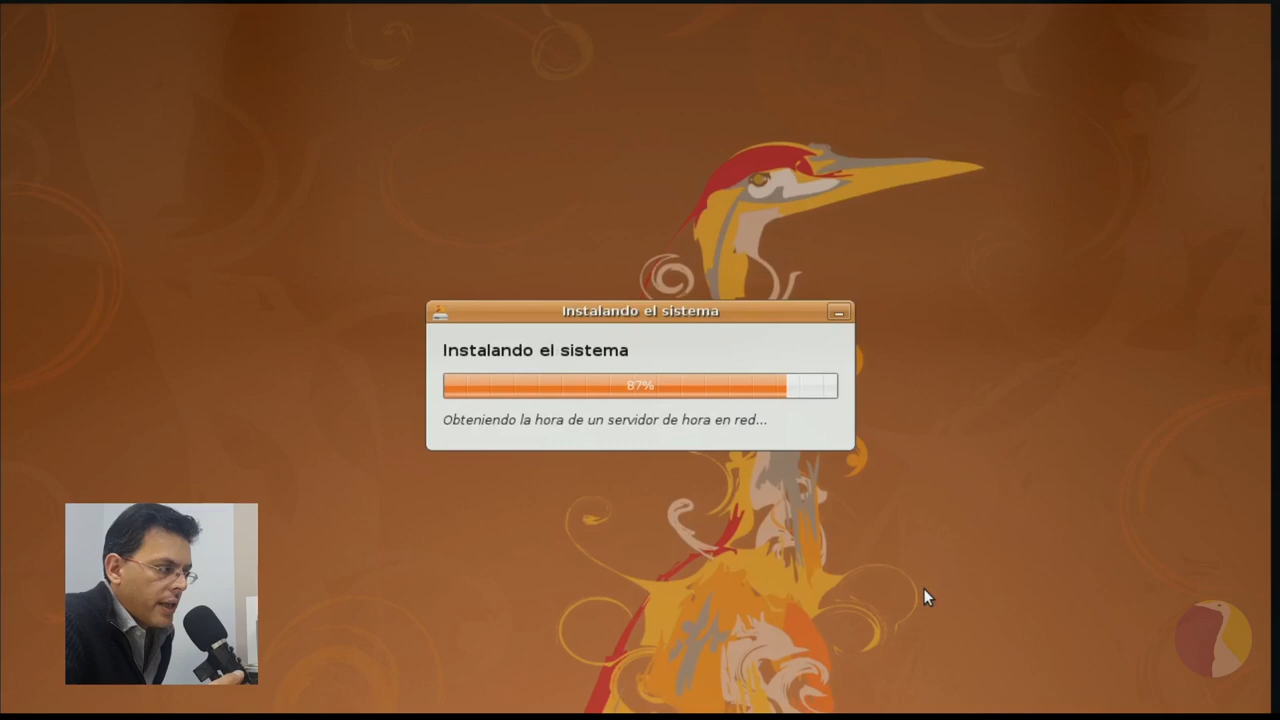 Instalando el sistema
Instalando el sistema
87%
Obteniendo la hora de un servidor de hora en red...